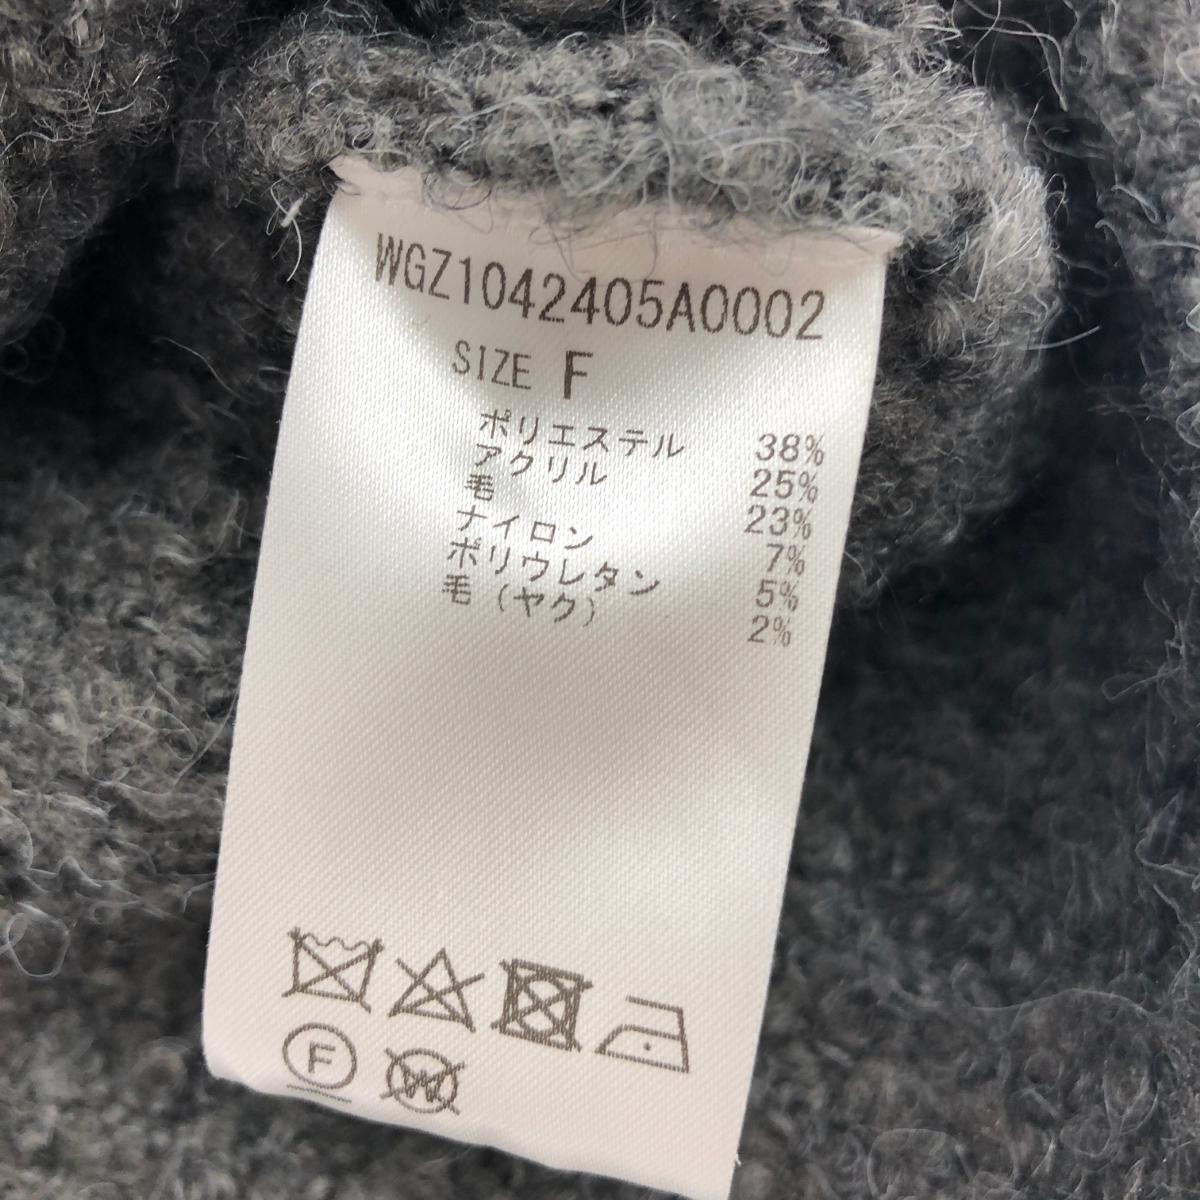 WGZ1042405A0002
SIZE F
ポリエステル 38%
アクリル 25%
毛 23%
ナイロン 7%
ポリウレタン 5%
毛（ヤク） 2%
F
W